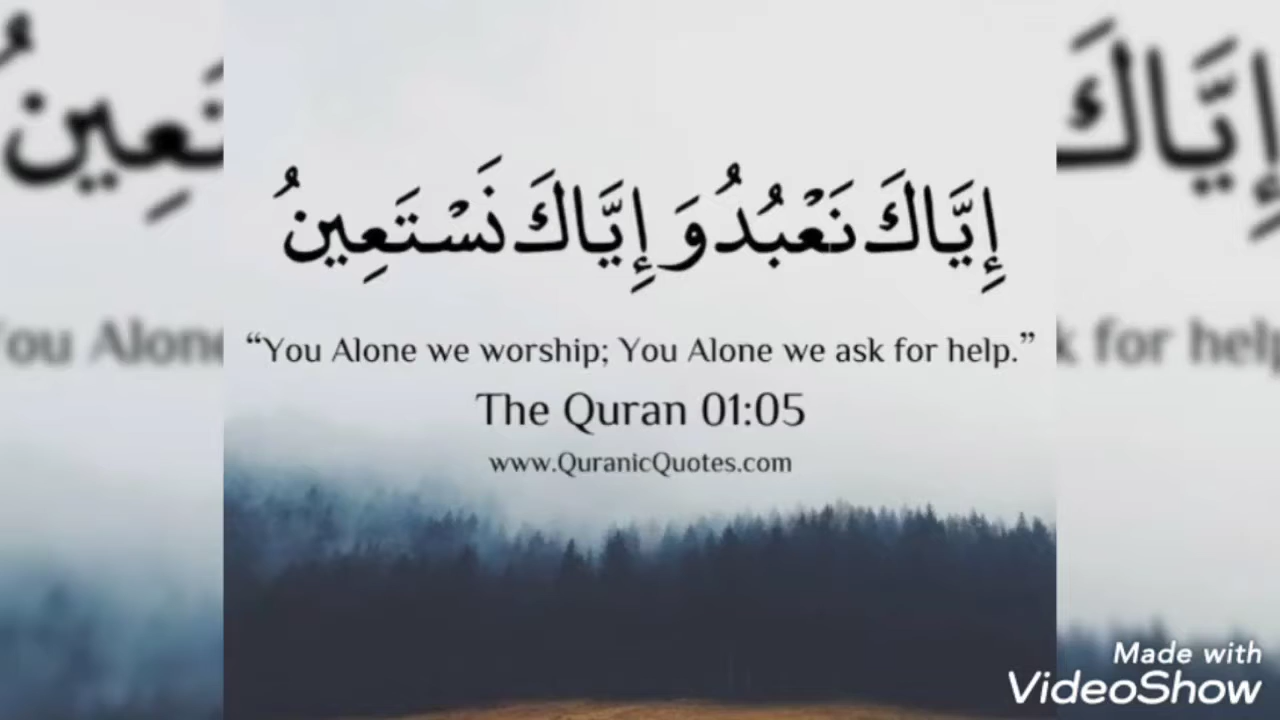 إِيَّاكَ نَعْبُدُ وَ إِيَّاكَ نَسْتَعِينُ
“You Alone we worship; You Alone we ask for help.”
The Quran 01:05
www.QuranicQuotes.com
Made with
VideoShow